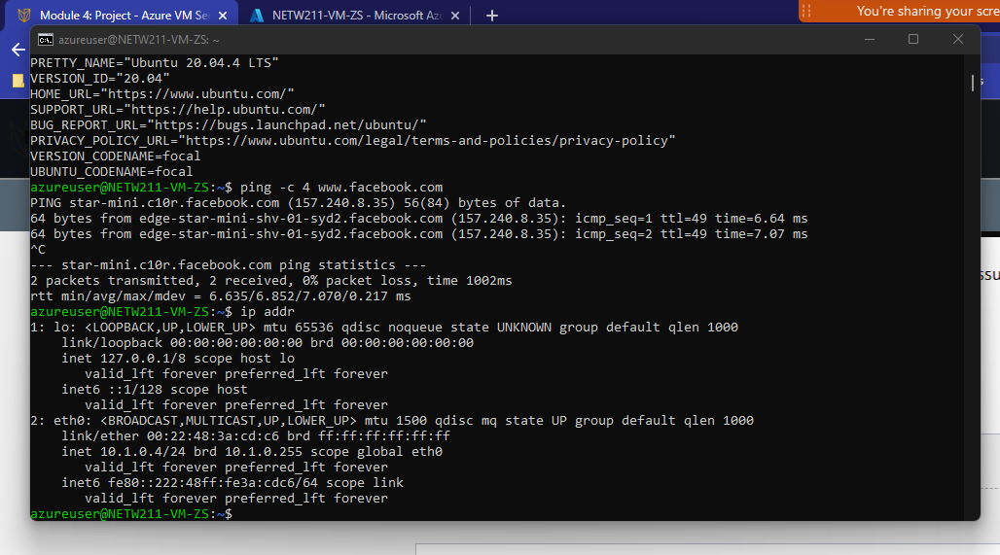 Module 4: Project - Azure VM Se
NETW211-VM-ZS - Microsoft Az
You're sharing your scre
azureuser@NETW211-VM-ZS: ~
PRETTY_NAME="Ubuntu 20.04.4 LTS"
VERSION_ID="20.04"
HOME_URL="https://www.ubuntu.com/"
SUPPORT_URL="https://help.ubuntu.com/"
BUG_REPORT_URL="https://bugs.launchpad.net/ubuntu/"
PRIVACY_POLICY_URL="https://www.ubuntu.com/legal/terms-and-policies/privacy-policy"
VERSION_CODENAME=focal
UBUNTU_CODENAME=focal
azureuser@NETW211-VM-ZS:~$ ping -c 4 www.facebook.com
PING star-mini.c10r.facebook.com (157.240.8.35) 56(84) bytes of data.
64 bytes from edge-star-mini-shv-01-syd2.facebook.com (157.240.8.35): icmp_seq=1 ttl=49 time=6.64 ms
64 bytes from edge-star-mini-shv-01-syd2.facebook.com (157.240.8.35): icmp_seq=2 ttl=49 time=7.07 ms
^C
--- star-mini.c10r.facebook.com ping statistics ---
2 packets transmitted, 2 received, 0% packet loss, time 1002ms
rtt min/avg/max/mdev = 6.635/6.852/7.070/0.217 ms
azureuser@NETW211-VM-ZS:~$ ip addr
1: lo: <LOOPBACK,UP,LOWER_UP> mtu 65536 qdisc noqueue state UNKNOWN group default qlen 1000
    link/loopback 00:00:00:00:00:00 brd 00:00:00:00:00:00
    inet 127.0.0.1/8 scope host lo
       valid_lft forever preferred_lft forever
    inet6 ::1/128 scope host
       valid_lft forever preferred_lft forever
2: eth0: <BROADCAST,MULTICAST,UP,LOWER_UP> mtu 1500 qdisc mq state UP group default qlen 1000
    link/ether 00:22:48:3a:cd:c6 brd ff:ff:ff:ff:ff:ff
    inet 10.1.0.4/24 brd 10.1.0.255 scope global eth0
       valid_lft forever preferred_lft forever
    inet6 fe80::222:48ff:fe3a:cdc6/64 scope link
       valid_lft forever preferred_lft forever
azureuser@NETW211-VM-ZS:~$